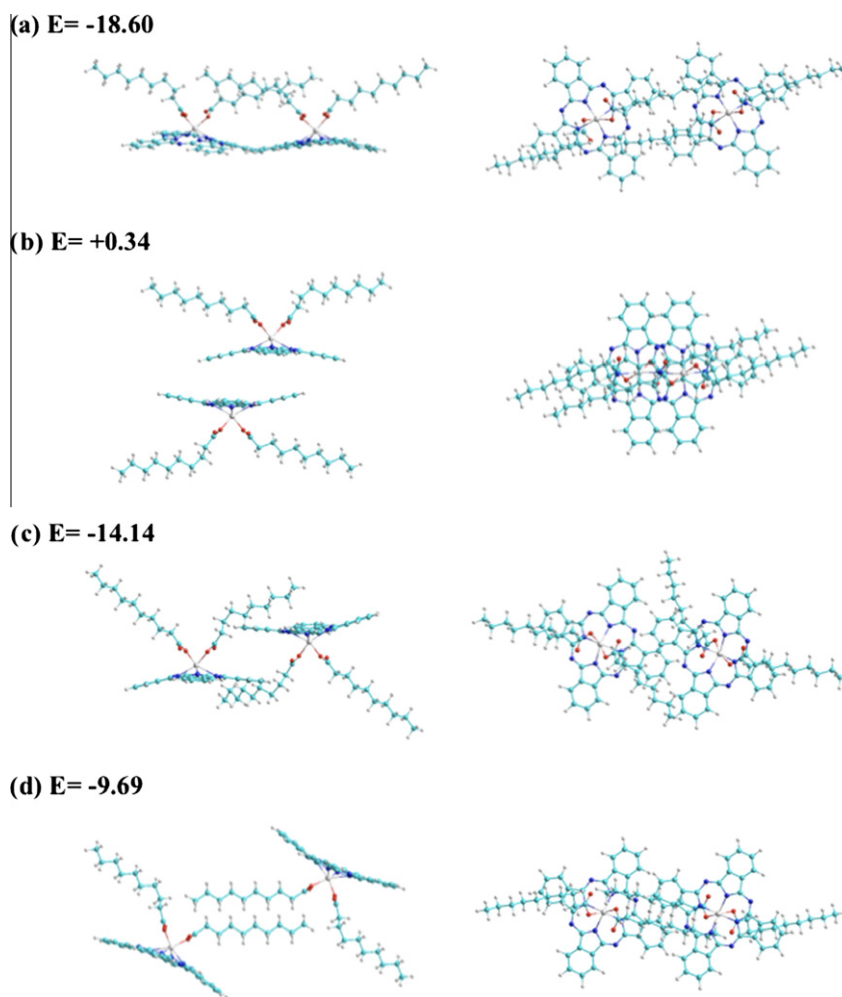 (a) E= -18.60
(b) E= +0.34
(c) E= -14.14
(d) E= -9.69